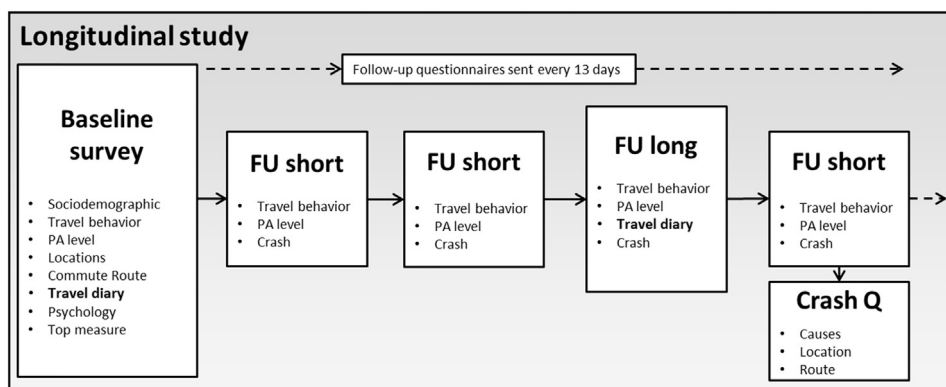 Longitudinal study
Follow-up questionnaires sent every 13 days
Baseline
survey
• Sociodemographic
• Travel behavior
• PA level
• Locations
• Commute Route
• Travel diary
• Psychology
• Top measure
FU short
• Travel behavior
• PA level
• Crash
FU short
• Travel behavior
• PA level
• Crash
FU long
• Travel behavior
• PA level
• Travel diary
• Crash
FU short
• Travel behavior
• PA level
• Crash
Crash Q
• Causes
• Location
• Route